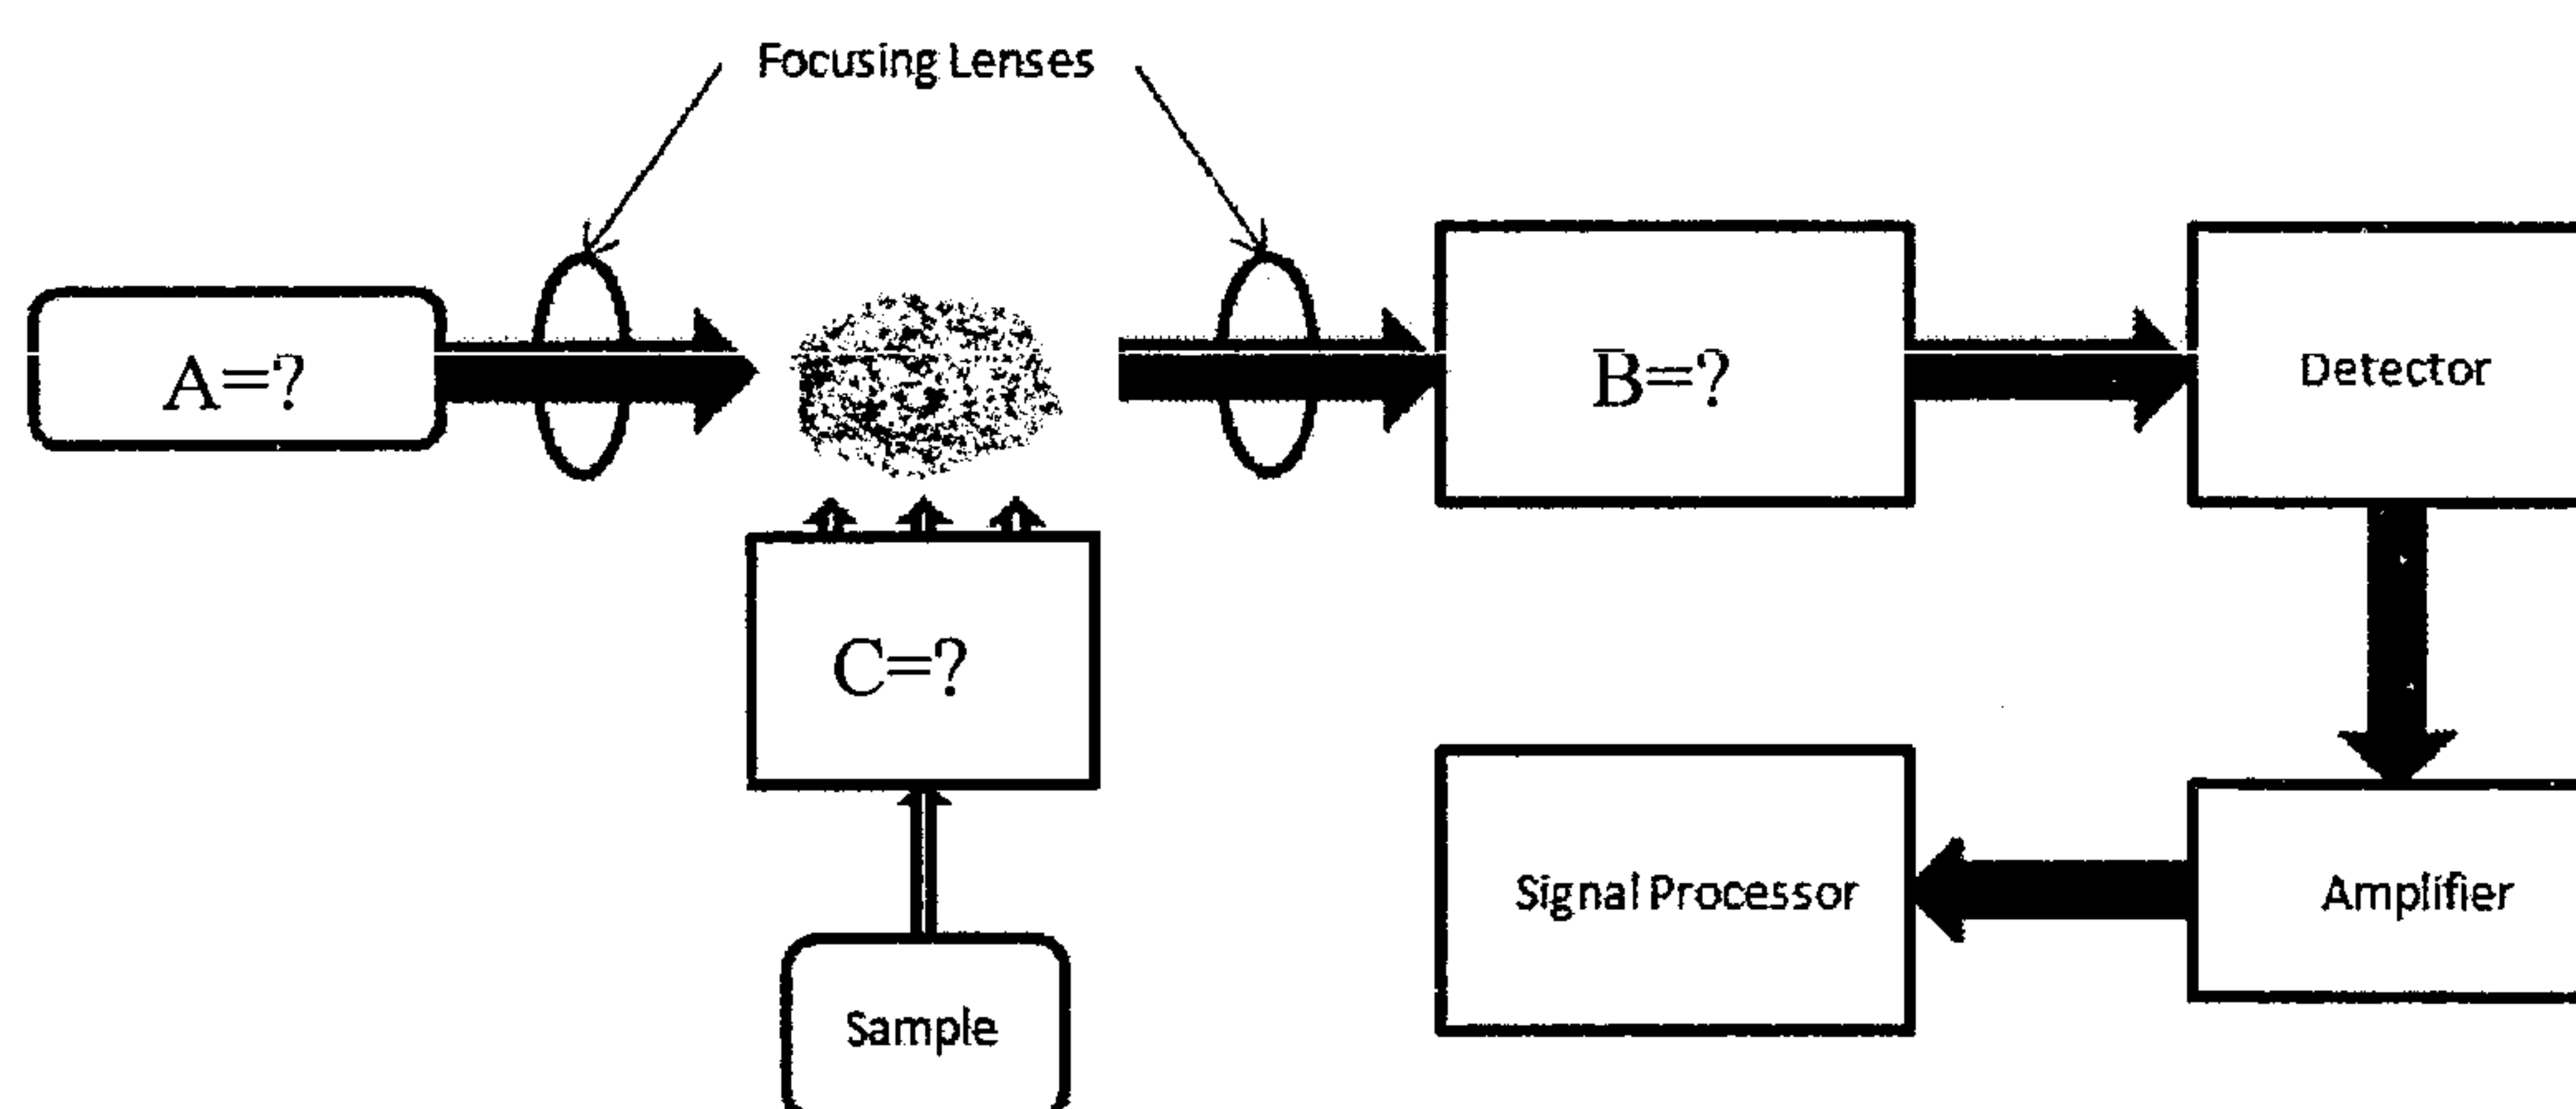 Focusing Lenses
A=?
B=?
Detector
C=?
Signal Processor
Amplifier
Sample